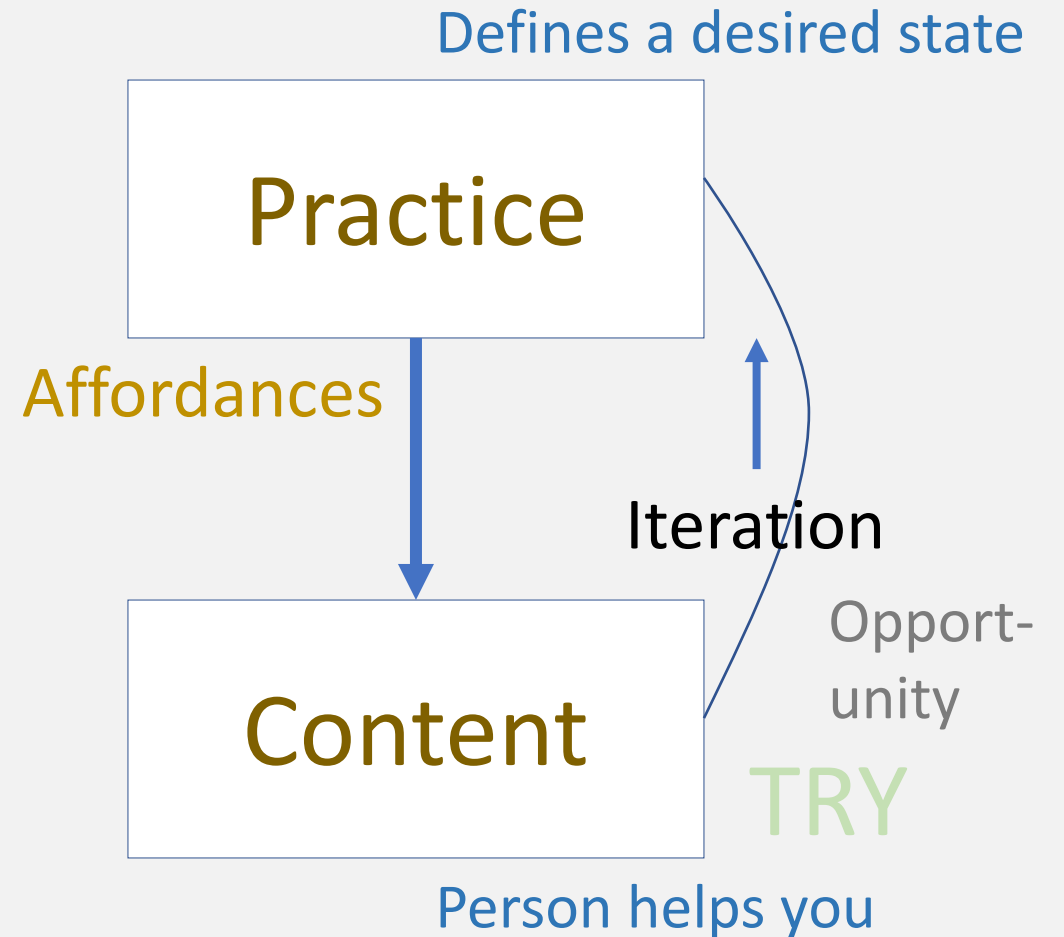 Defines a desired state
Practice
Affordances
Iteration
Opport-
unity
Content
TRY
Person helps you